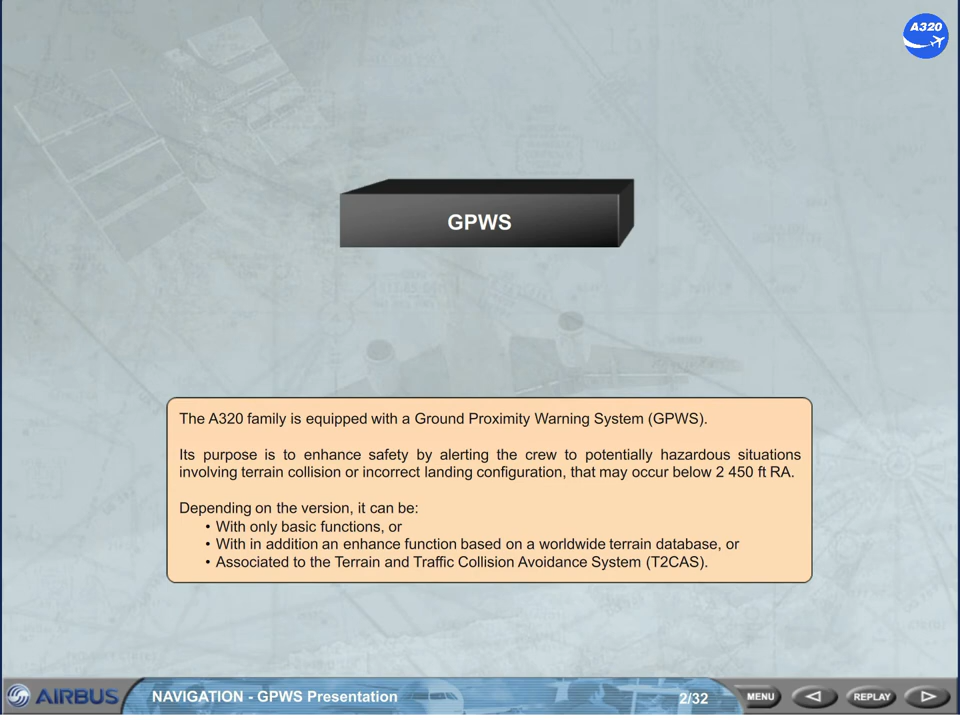 A320
GPWS
The A320 family is equipped with a Ground Proximity Warning System (GPWS).
Its purpose is to enhance safety by alerting the crew to potentially hazardous situations
involving terrain collision or incorrect landing configuration, that may occur below 2 450 ft RA.
Depending on the version, it can be:
• With only basic functions, or
• With in addition an enhance function based on a worldwide terrain database, or
• Associated to the Terrain and Traffic Collision Avoidance System (T2CAS).
AIRBUS
NAVIGATION - GPWS Presentation
2/32
MENU
REPLAY